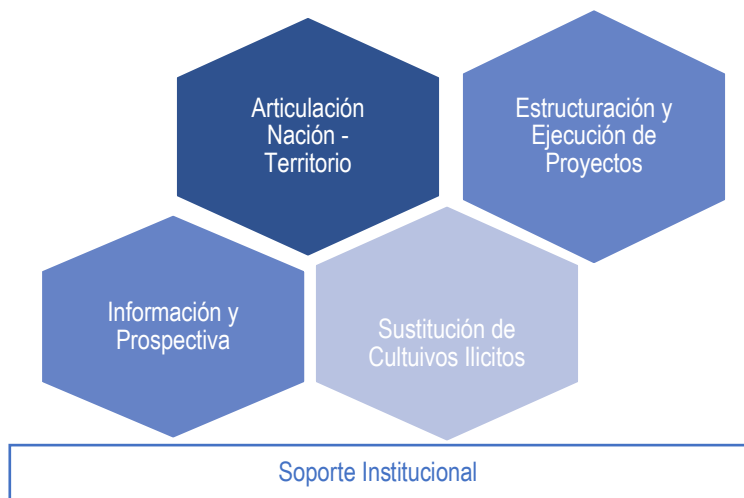 Articulación
Nación -
Territorio
Estructuración y
Ejecución de
Proyectos
Información y
Prospectiva
Sustitución de
Cultuivos Ilicitos
Soporte Institucional